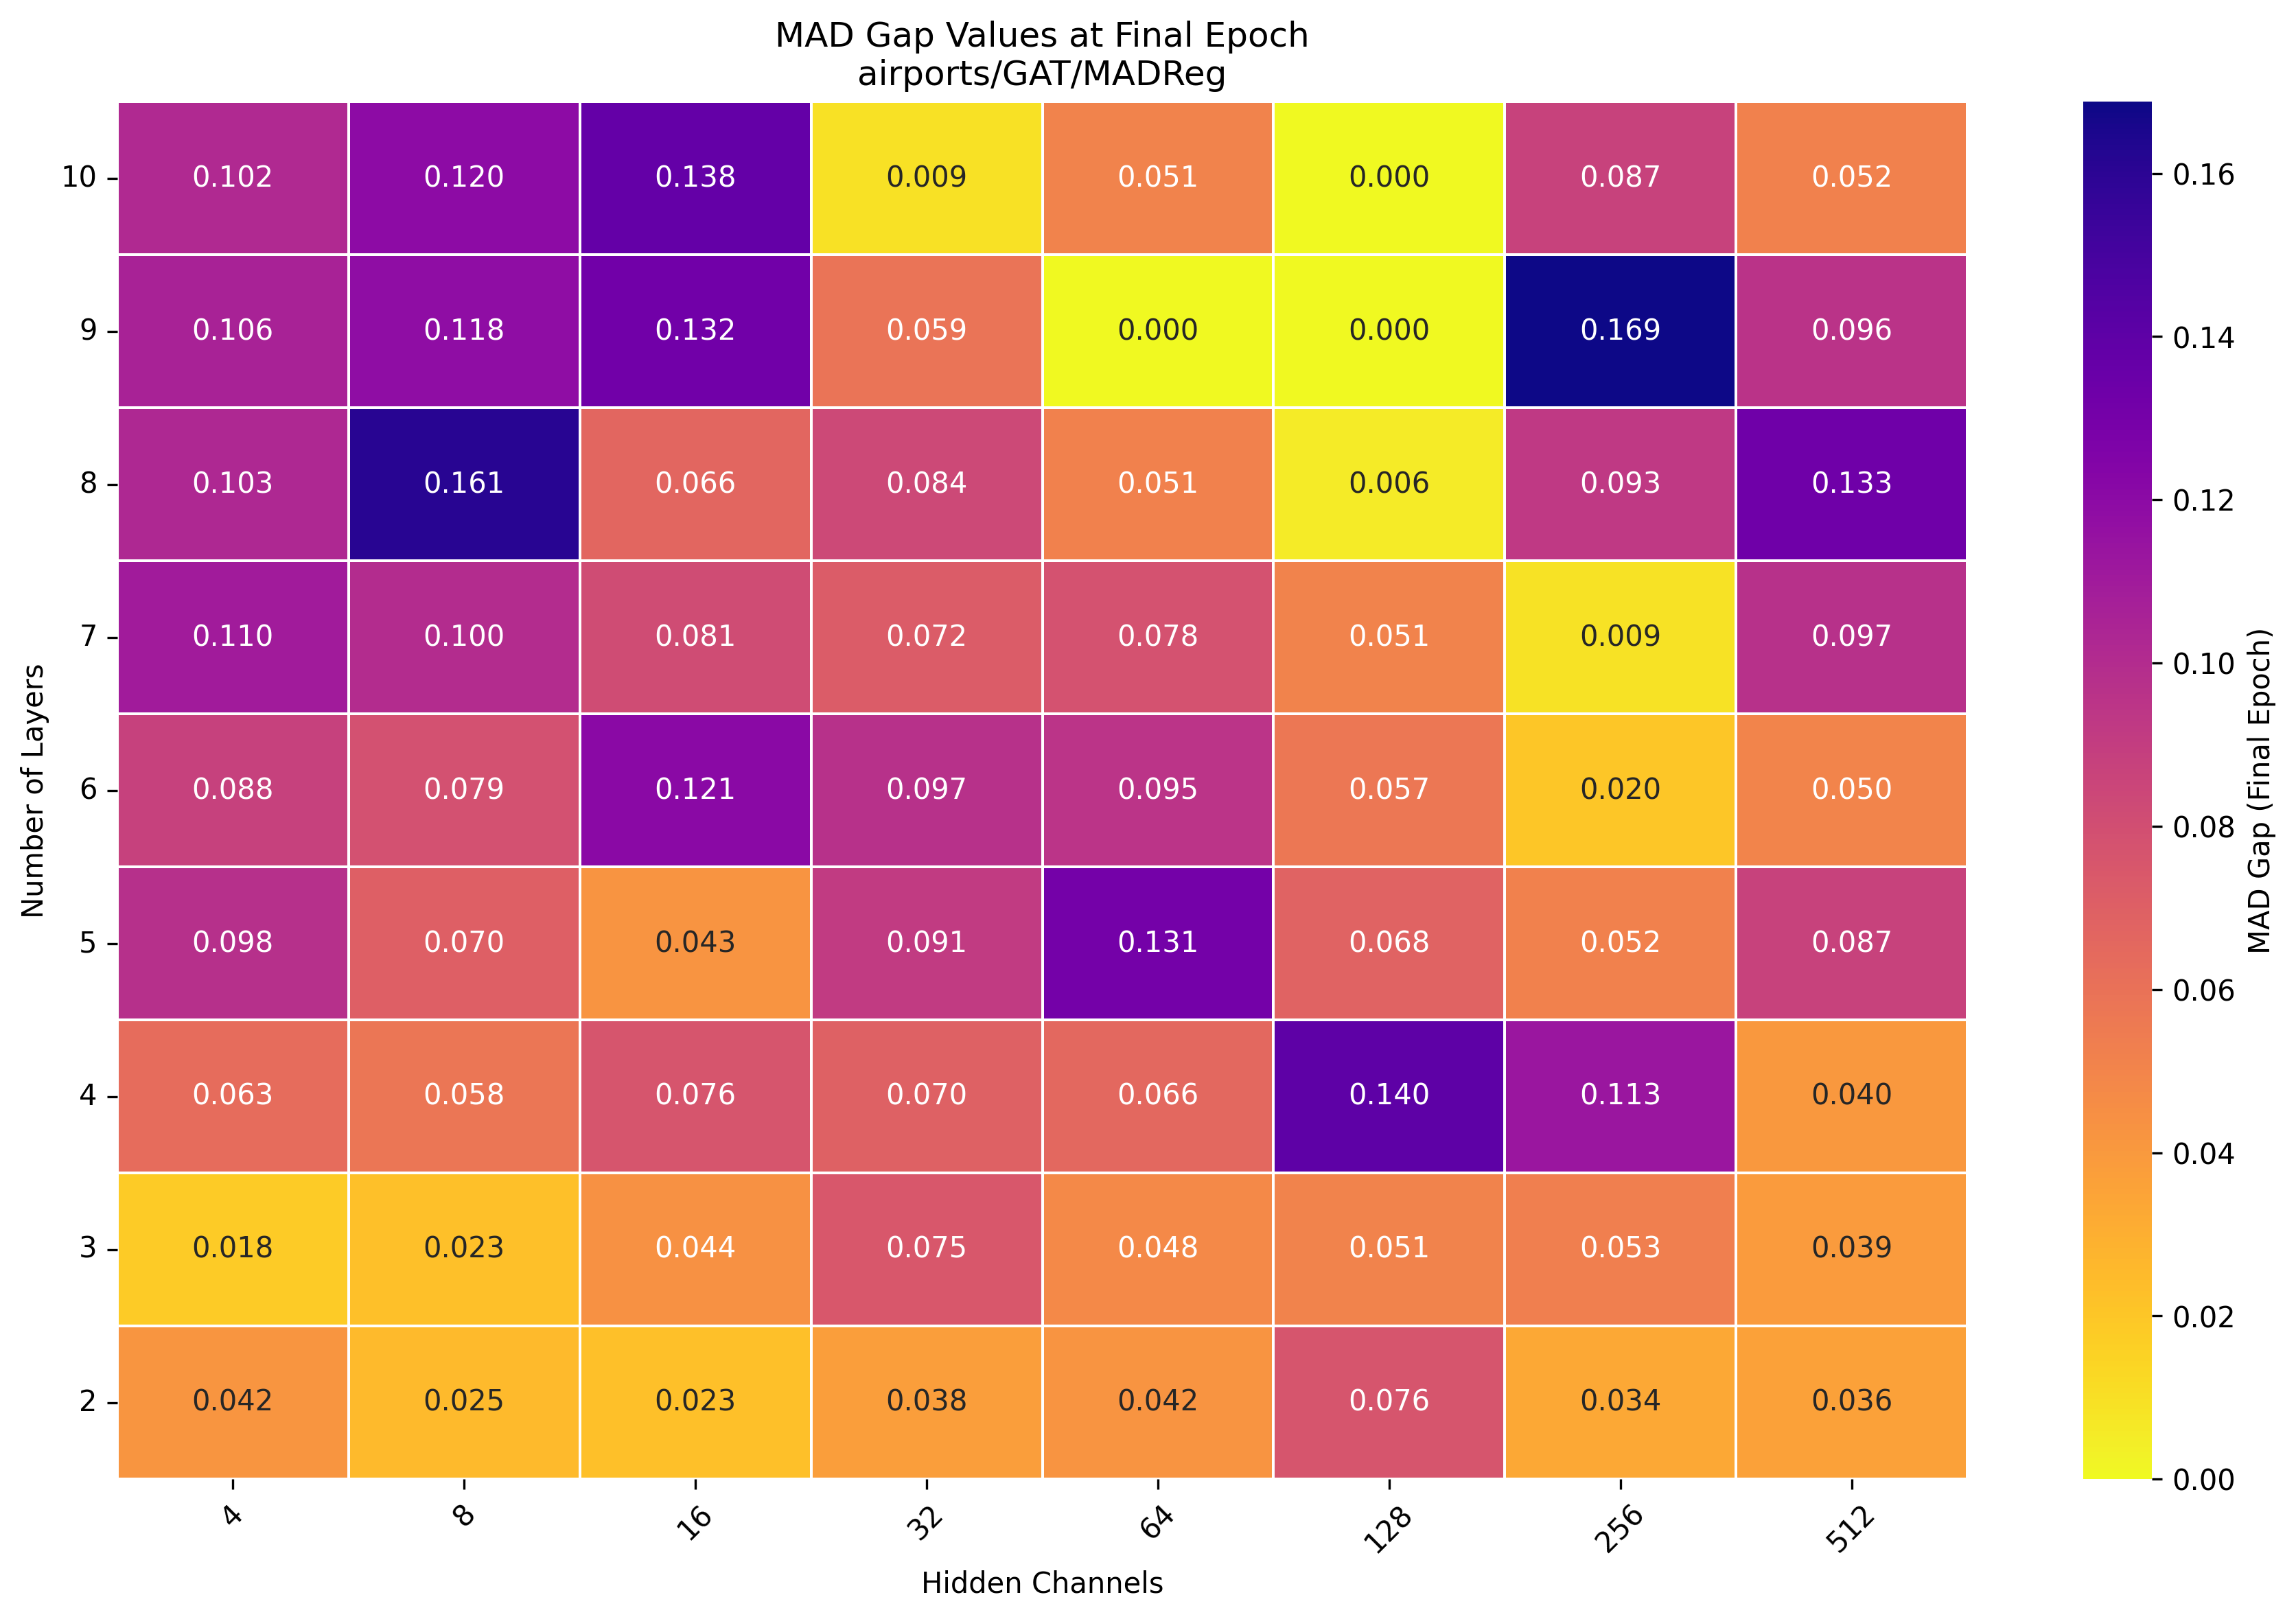 MAD Gap Values at Final Epoch
airports/GAT/MADReg
10 0.102 0.120 0.138 0.009 0.051 0.000 0.087 0.052
9 0.106 0.118 0.132 0.059 0.000 0.000 0.169 0.096
8 0.103 0.161 0.066 0.084 0.051 0.006 0.093 0.133
7 0.110 0.100 0.081 0.072 0.078 0.051 0.009 0.097
6 0.088 0.079 0.121 0.097 0.095 0.057 0.020 0.050
5 0.098 0.070 0.043 0.091 0.131 0.068 0.052 0.087
4 0.063 0.058 0.076 0.070 0.066 0.140 0.113 0.040
3 0.018 0.023 0.044 0.075 0.048 0.051 0.053 0.039
2 0.042 0.025 0.023 0.038 0.042 0.076 0.034 0.036
4 8 16 32 64 128 256 512
Hidden Channels
Number of Layers
0.16
0.14
0.12
0.10
0.08
0.06
0.04
0.02
0.00
MAD Gap (Final Epoch)